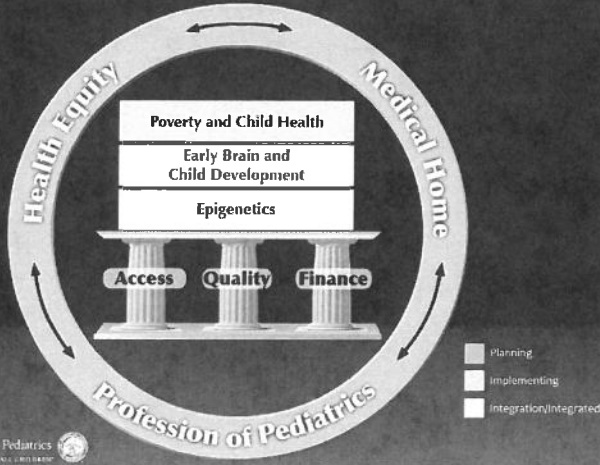 Health Equity
Medical Home
Poverty and Child Health
Early Brain and
Child Development
Epigenetics
Access
Quality
Finance
Profession of Pediatrics
Planning
Implementing
Integration/Integrated
Pediatrics